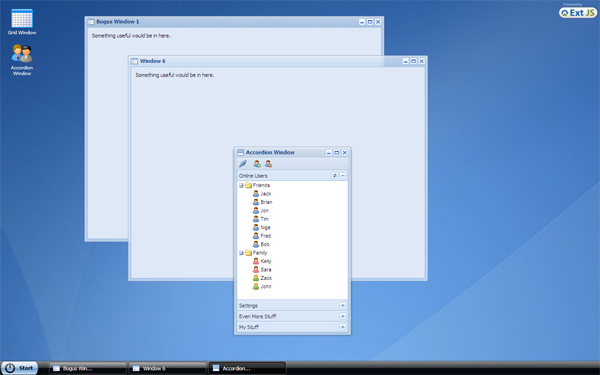 Powered by
Ext JS
Grid Window
Accordion
Window
Bogus Window 1
Something useful would be in here.
Window 6
Something useful would be in here.
Accordion Window
Online Users
Friends
Jack
Brian
Jon
Tim
Nige
Fred
Bob
Family
Kelly
Sara
Zack
John
Settings
Even More Stuff
My Stuff
Start
Bogus Win...
Window 6
Accordion...